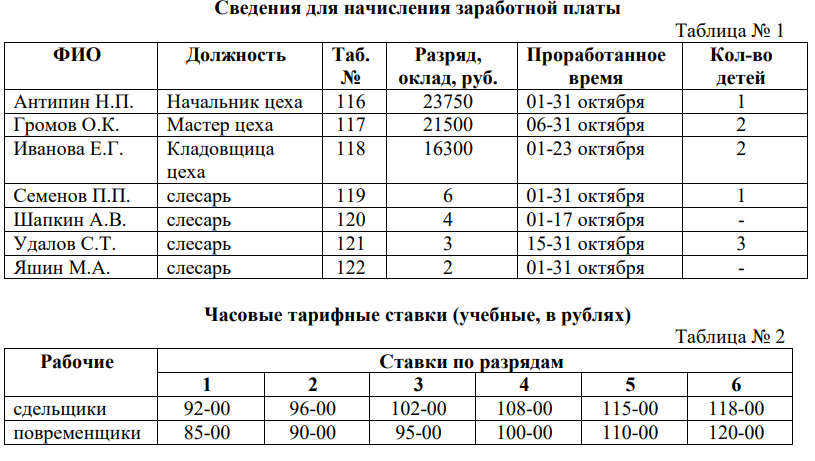 Сведения для начисления заработной платы
Таблица № 1
ФИО Должность Таб. № Разряд, оклад, руб. Проработанное время Кол-во детей
Антипин Н.П. Начальник цеха 116 23750 01-31 октября 1
Громов О.К. Мастер цеха 117 21500 06-31 октября 2
Иванова Е.Г. Кладовщица цеха 118 16300 01-23 октября 2
Семенов П.П. слесарь 119 6 01-31 октября 1
Шапкин А.В. слесарь 120 4 01-17 октября -
Удалов С.Т. слесарь 121 3 15-31 октября 3
Яшин М.А. слесарь 122 2 01-31 октября -
Часовые тарифные ставки (учебные, в рублях)
Таблица № 2
Рабочие Ставки по разрядам
1 2 3 4 5 6
сдельщики 92-00 96-00 102-00 108-00 115-00 118-00
повременщики 85-00 90-00 95-00 100-00 110-00 120-00